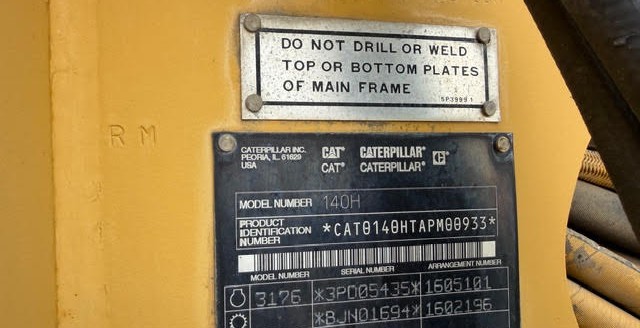 DO NOT DRILL OR WELD
TOP OR BOTTOM PLATES
OF MAIN FRAME
5P3999 1
RM
CATERPILLAR INC.
PEORIA, IL 61629
USA
CAT® CATERPILLAR® C
CAT® CATERPILLAR®
MODEL NUMBER 140H
PRODUCT
IDENTIFICATION
NUMBER
*CAT0140HTAPM00933*
MODEL NUMBER SERIAL NUMBER ARRANGEMENT NUMBER
3176 *3PD05435* 1605101
*BJN01694* 1602196